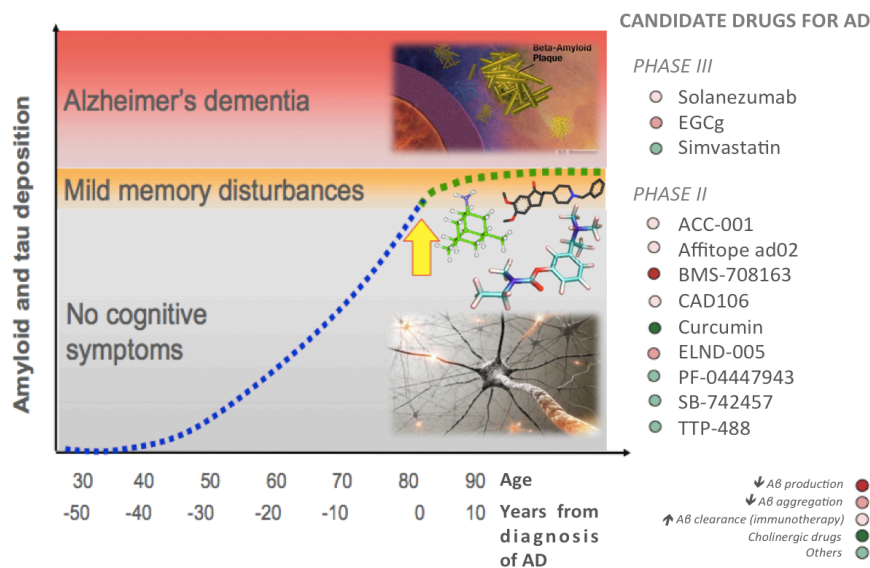 CANDIDATE DRUGS FOR AD
PHASE III
Solanezumab
EGCg
Simvastatin
PHASE II
ACC-001
Affitope ad02
BMS-708163
CAD106
Curcumin
ELND-005
PF-04447943
SB-742457
TTP-488
Aβ production
Aβ aggregation
Aβ clearance (immunotherapy)
Cholinergic drugs
Others
Amyloid and tau deposition
Alzheimer's dementia
Beta-Amyloid
Plaque
Mild memory disturbances
No cognitive
symptoms
30 40 50 60 70 80 90 Age
-50 -40 -30 -20 -10 0 10 Years from
diagnosis
of AD